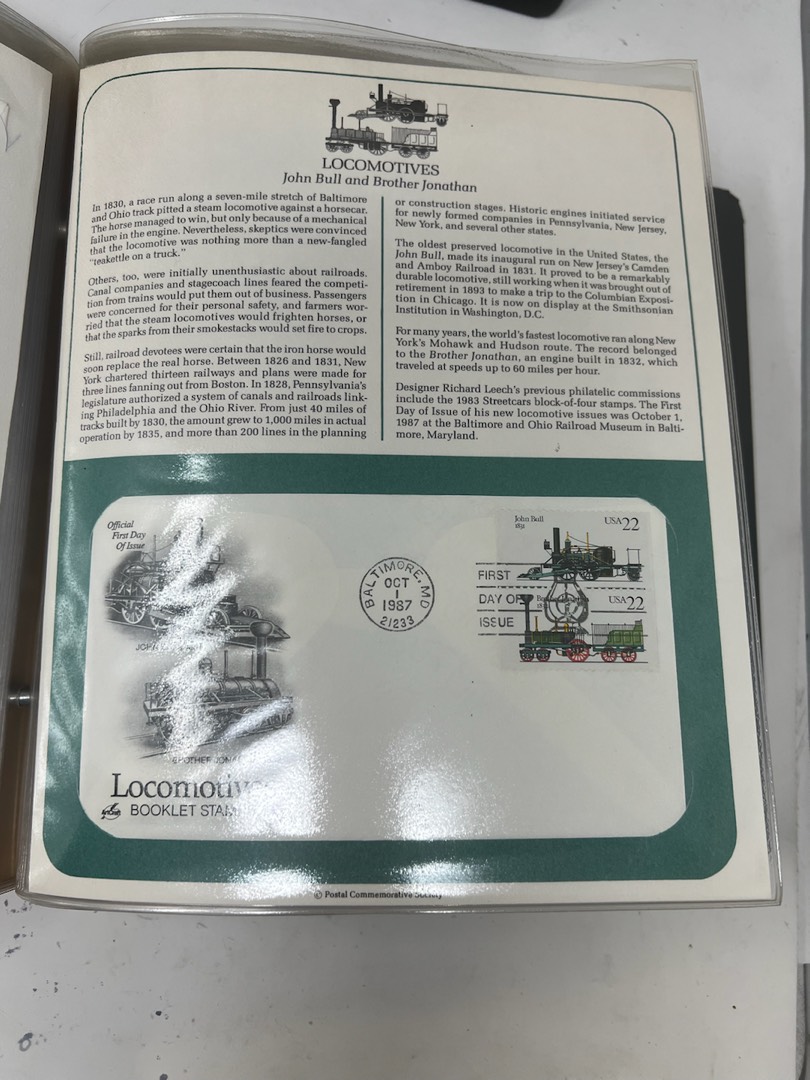 LOCOMOTIVES
John Bull and Brother Jonathan
In 1830, a race run along a seven-mile stretch of Baltimore
and Ohio track pitted a steam locomotive against a horsecar.
The horse managed to win, but only because of a mechanical
failure in the engine. Nevertheless, skeptics were convinced
that the locomotive was nothing more than a new-fangled
“teakettle on a truck.”
Others, too, were initially unenthusiastic about railroads.
Canal companies and stagecoach lines feared the competi-
tion from trains would put them out of business. Passengers
were concerned for their personal safety, and farmers wor-
ried that the steam locomotives would frighten horses, or
that the sparks from their smokestacks would set fire to crops.
Still, railroad devotees were certain that the iron horse would
soon replace the real horse. Between 1826 and 1831, New
York chartered thirteen railways and plans were made for
three lines fanning out from Boston. In 1828, Pennsylvania's
legislature authorized a system of canals and railroads link-
ing Philadelphia and the Ohio River. From just 40 miles of
tracks built by 1830, the amount grew to 1,000 miles in actual
operation by 1835, and more than 200 lines in the planning
or construction stages. Historic engines initiated service
for newly formed companies in Pennsylvania, New Jersey,
New York, and several other states.
The oldest preserved locomotive in the United States, the
John Bull, made its inaugural run on New Jersey's Camden
and Amboy Railroad in 1831. It proved to be a remarkably
durable locomotive, still working when it was brought out of
retirement in 1893 to make a trip to the Columbian Exposi-
tion in Chicago. It is now on display at the Smithsonian
Institution in Washington, D.C.
For many years, the world's fastest locomotive ran along New
York's Mohawk and Hudson route. The record belonged
to the Brother Jonathan, an engine built in 1832, which
traveled at speeds up to 60 miles per hour.
Designer Richard Leech's previous philatelic commissions
include the 1983 Streetcars block-of-four stamps. The First
Day of Issue of his new locomotive issues was October 1,
1987 at the Baltimore and Ohio Railroad Museum in Balti-
more, Maryland.
Official
First Day
Of Issue
BROTHER
Locomotive
BOOKLET
BALTIMORE, MD
OCT
1
1987
21233
FIRST
DAY OF
ISSUE
John Bull
1831
USA 22
USA 22
© Postal Commemorative Society